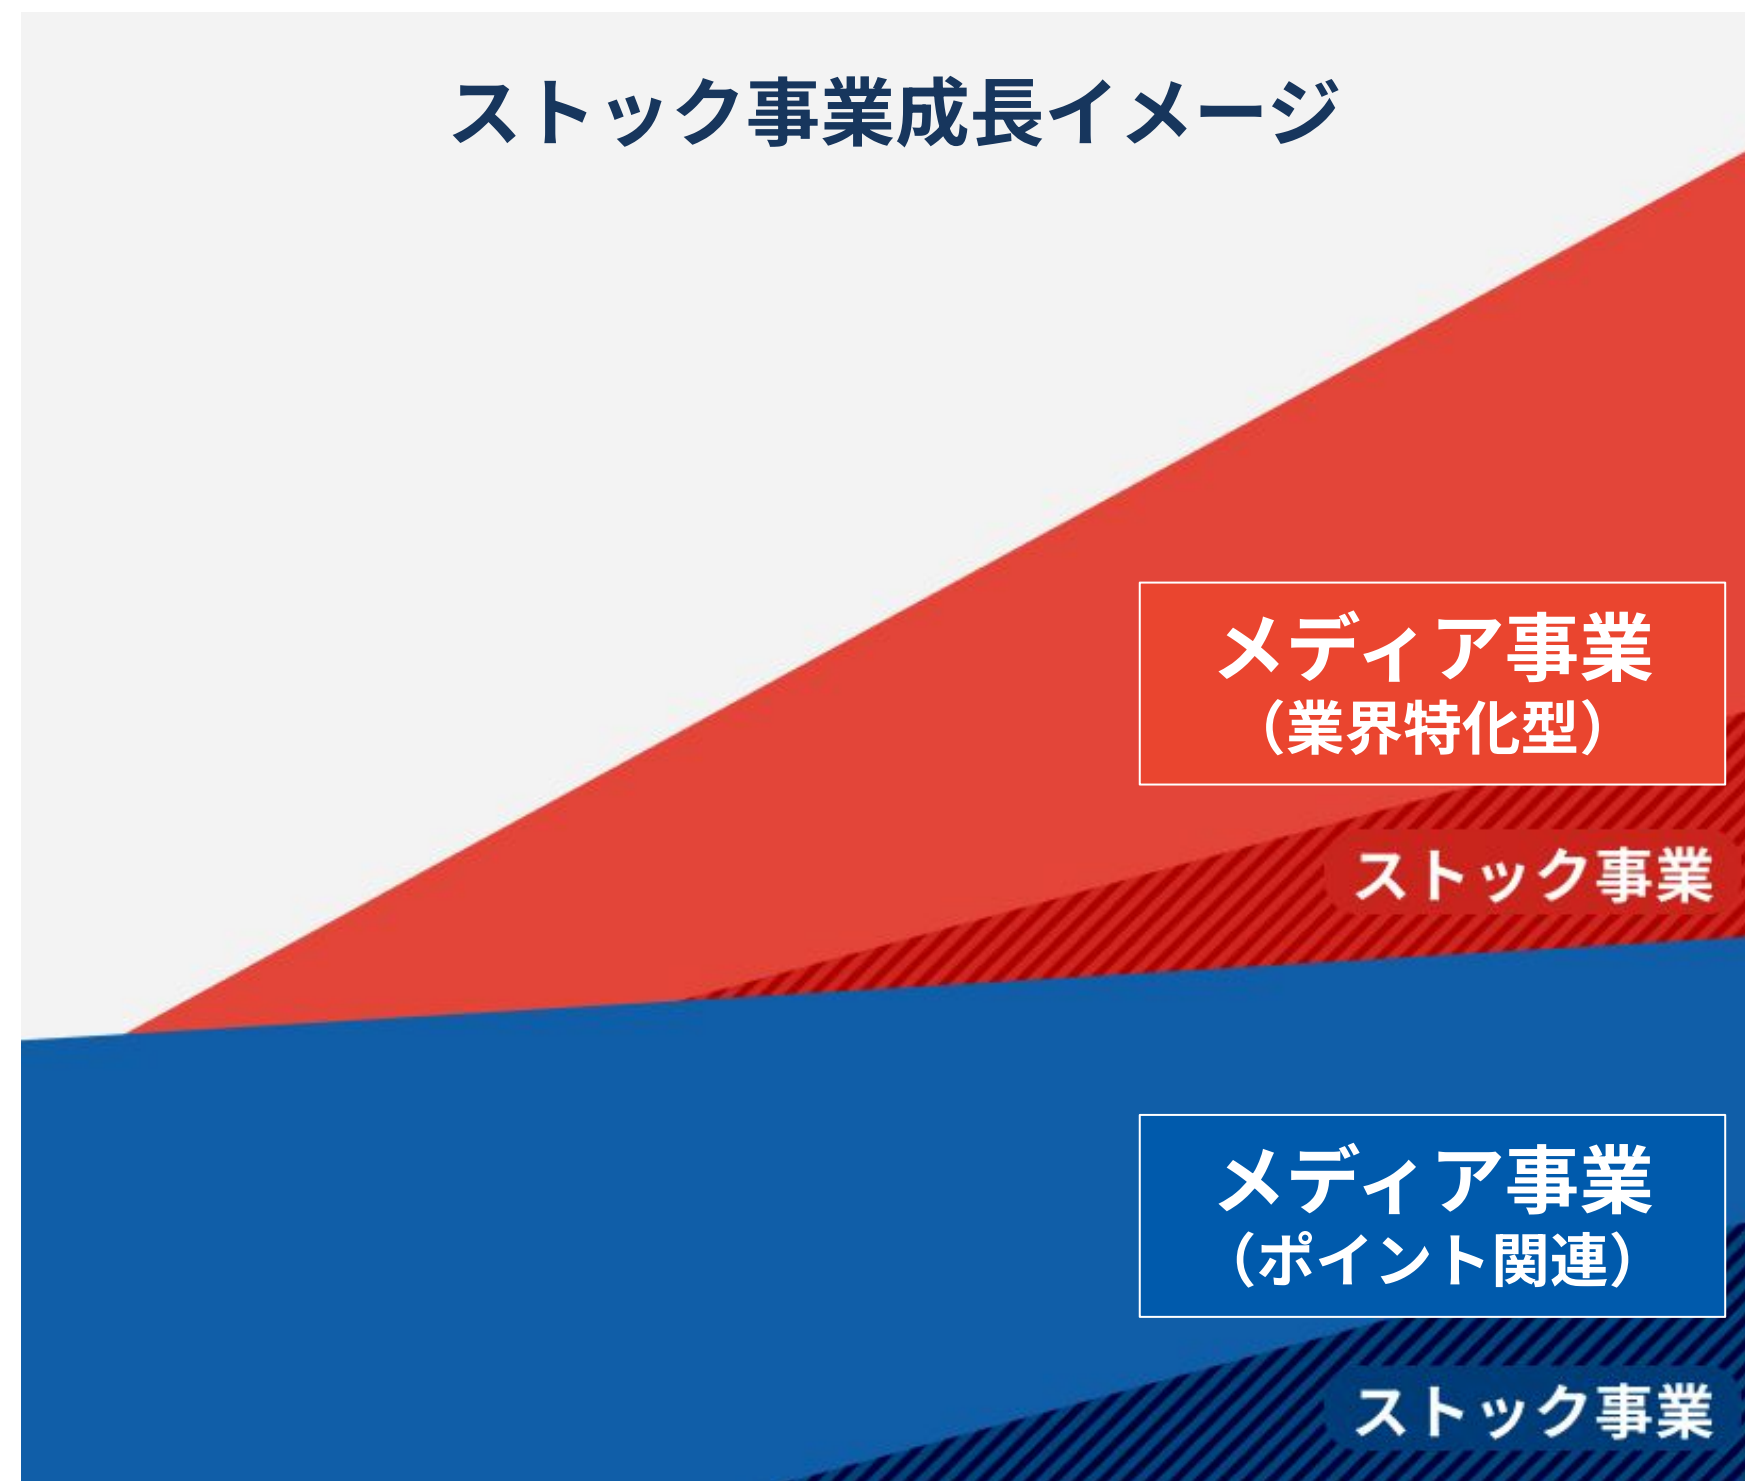 ストック事業成長イメージ
メディア事業
（業界特化型）
ストック事業
メディア事業
（ポイント関連）
ストック事業